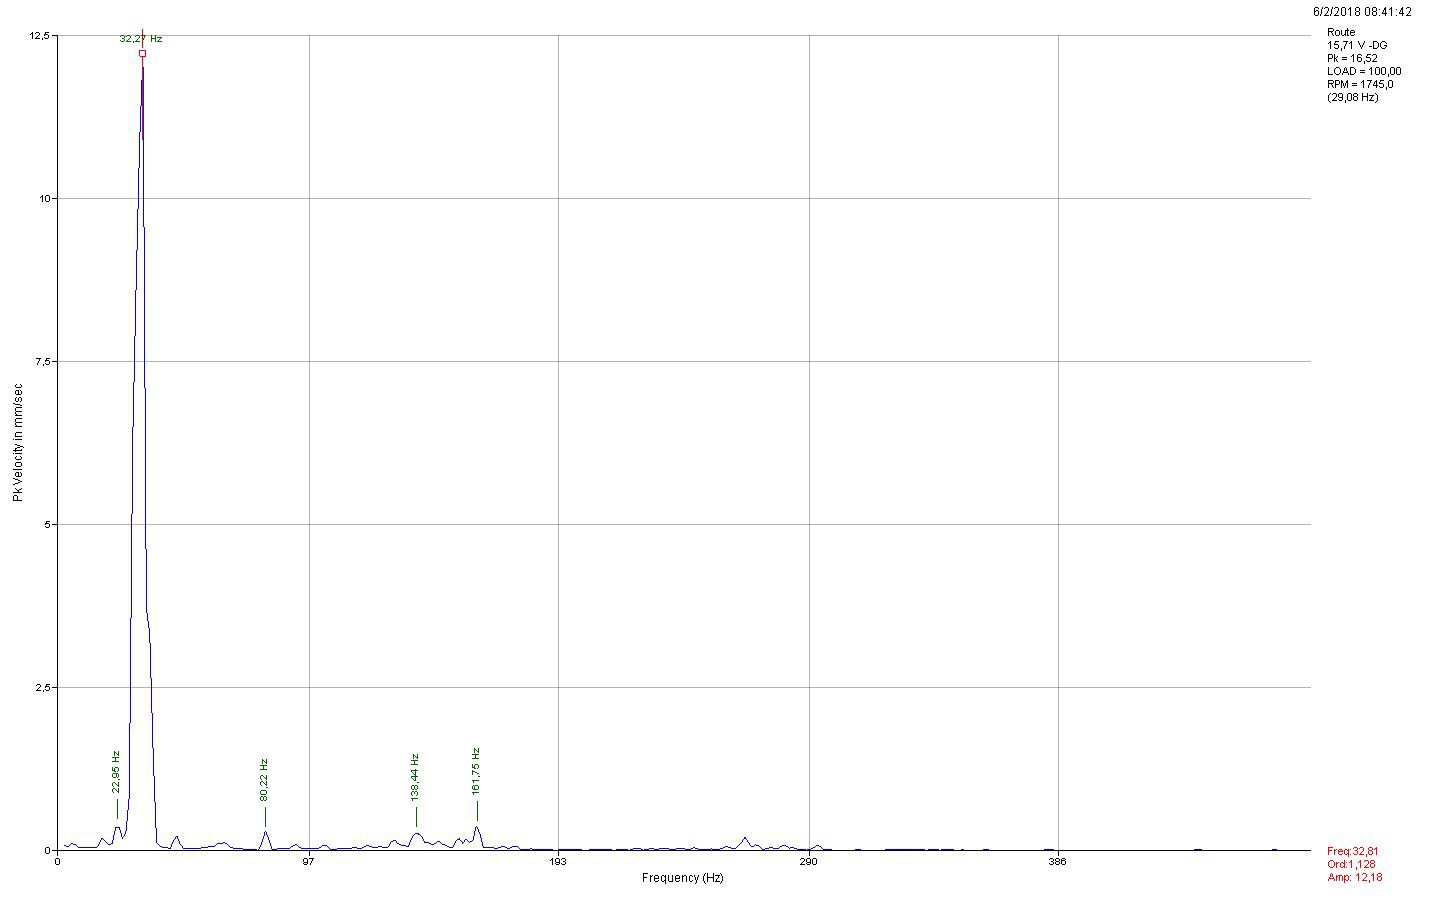 6/2/2018 08:41:42
Route
15,71 V -DG
Pk = 16,52
LOAD = 100,00
RPM = 1745,0
(29,08 Hz)
32,27 Hz
12,5
10
7,5
5
2,5
0
Pk Velocity in mm/sec
22,95 Hz
80,22 Hz
138,44 Hz
161,75 Hz
0
97
193
290
386
Frequency (Hz)
Freq:32,81
Ord:1,128
Amp: 12,18